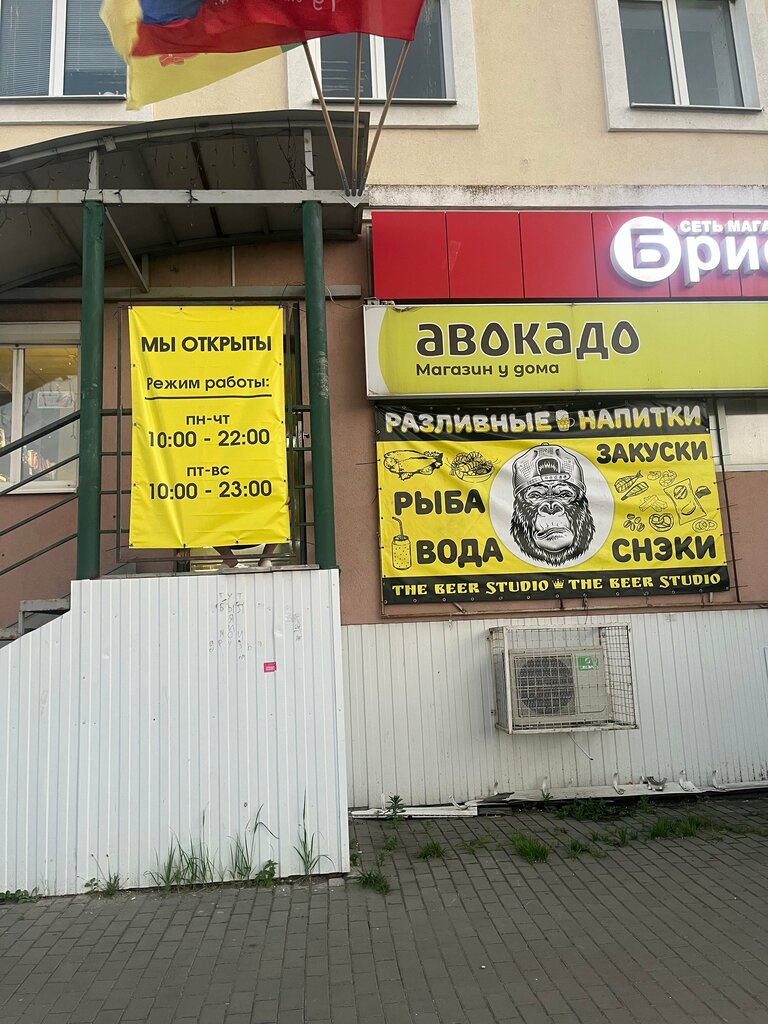 СЕТЬ МАГА
Брис
авокадо
Магазин у дома
МЫ ОТКРЫТЫ
Режим работы:
ПН-ЧТ
10:00 - 22:00
ПТ-ВС
10:00 - 23:00
РАЗЛИВНЫЕ НАПИТКИ
ЗАКУСКИ
РЫБА
ВОДА
СНЭКИ
THE BEER STUDIO THE BEER STUDIO